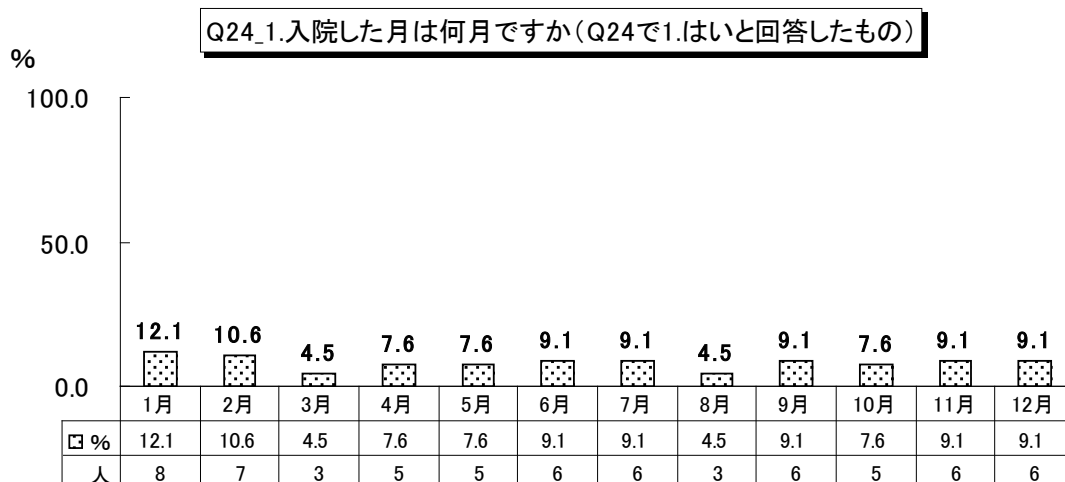 Q24_1.入院した月は何月ですか(Q24で1.はいと回答したもの)
%
100.0
50.0
0.0
12.1 10.6 4.5 7.6 7.6 9.1 9.1 4.5 9.1 7.6 9.1 9.1
1月 2月 3月 4月 5月 6月 7月 8月 9月 10月 11月 12月
% 12.1 10.6 4.5 7.6 7.6 9.1 9.1 4.5 9.1 7.6 9.1 9.1
人 8 7 3 5 5 6 6 3 6 5 6 6